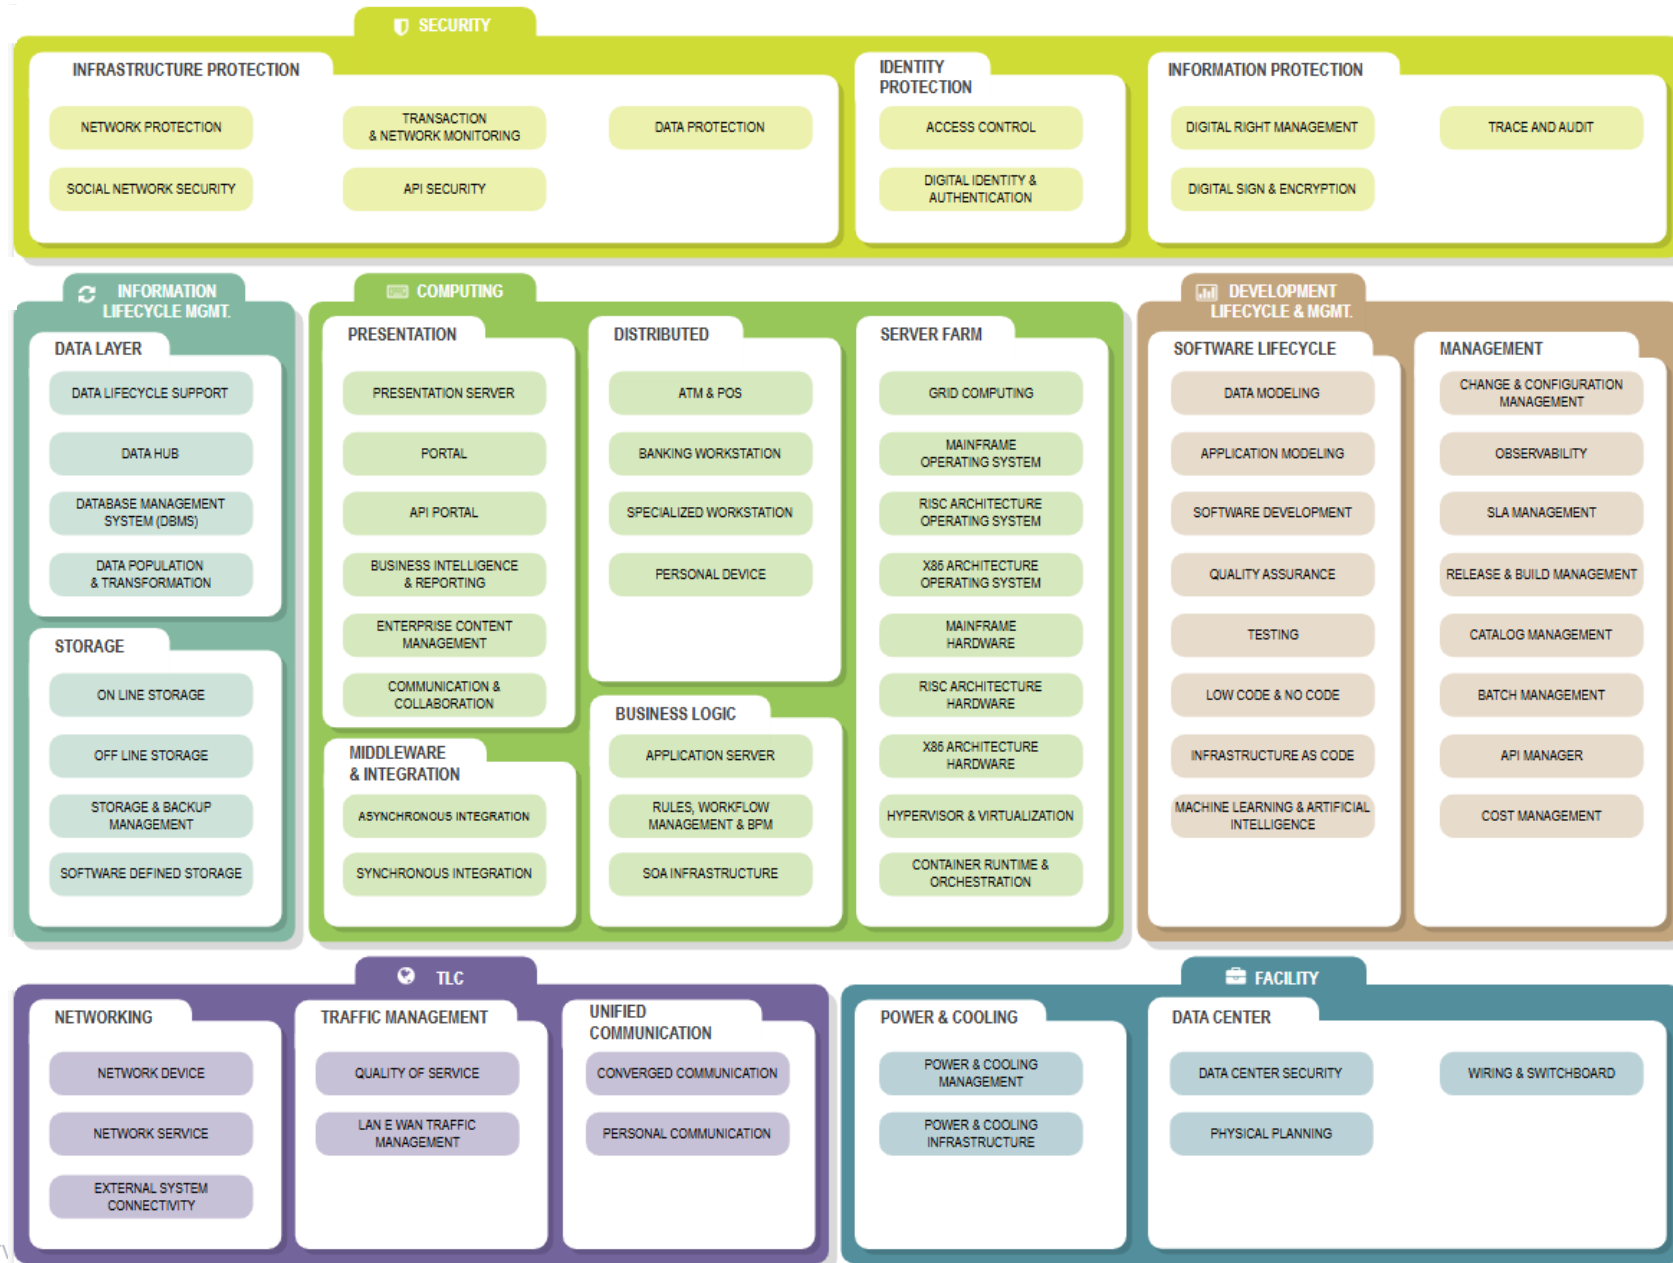 SECURITY
INFRASTRUCTURE PROTECTION
NETWORK PROTECTION
TRANSACTION
& NETWORK MONITORING
DATA PROTECTION
SOCIAL NETWORK SECURITY
API SECURITY
IDENTITY
PROTECTION
ACCESS CONTROL
DIGITAL IDENTITY &
AUTHENTICATION
INFORMATION PROTECTION
DIGITAL RIGHT MANAGEMENT
TRACE AND AUDIT
DIGITAL SIGN & ENCRYPTION
INFORMATION
LIFECYCLE MGMT.
DATA LAYER
DATA LIFECYCLE SUPPORT
DATA HUB
DATABASE MANAGEMENT
SYSTEM (DBMS)
DATA POPULATION
& TRANSFORMATION
STORAGE
ON LINE STORAGE
OFF LINE STORAGE
STORAGE & BACKUP
MANAGEMENT
SOFTWARE DEFINED STORAGE
COMPUTING
PRESENTATION
PRESENTATION SERVER
PORTAL
API PORTAL
BUSINESS INTELLIGENCE
& REPORTING
ENTERPRISE CONTENT
MANAGEMENT
COMMUNICATION &
COLLABORATION
MIDDLEWARE
& INTEGRATION
ASYNCHRONOUS INTEGRATION
SYNCHRONOUS INTEGRATION
DISTRIBUTED
ATM & POS
BANKING WORKSTATION
SPECIALIZED WORKSTATION
PERSONAL DEVICE
BUSINESS LOGIC
APPLICATION SERVER
RULES, WORKFLOW
MANAGEMENT & BPM
SOA INFRASTRUCTURE
SERVER FARM
GRID COMPUTING
MAINFRAME
OPERATING SYSTEM
RISC ARCHITECTURE
OPERATING SYSTEM
X86 ARCHITECTURE
OPERATING SYSTEM
MAINFRAME
HARDWARE
RISC ARCHITECTURE
HARDWARE
X86 ARCHITECTURE
HARDWARE
HYPERVISOR & VIRTUALIZATION
CONTAINER RUNTIME &
ORCHESTRATION
DEVELOPMENT
LIFECYCLE & MGMT.
SOFTWARE LIFECYCLE
DATA MODELING
APPLICATION MODELING
SOFTWARE DEVELOPMENT
QUALITY ASSURANCE
TESTING
LOW CODE & NO CODE
INFRASTRUCTURE AS CODE
MACHINE LEARNING & ARTIFICIAL
INTELLIGENCE
MANAGEMENT
CHANGE & CONFIGURATION
MANAGEMENT
OBSERVABILITY
SLA MANAGEMENT
RELEASE & BUILD MANAGEMENT
CATALOG MANAGEMENT
BATCH MANAGEMENT
API MANAGER
COST MANAGEMENT
TLC
NETWORKING
NETWORK DEVICE
NETWORK SERVICE
EXTERNAL SYSTEM
CONNECTIVITY
TRAFFIC MANAGEMENT
QUALITY OF SERVICE
LAN E WAN TRAFFIC
MANAGEMENT
UNIFIED
COMMUNICATION
CONVERGED COMMUNICATION
PERSONAL COMMUNICATION
FACILITY
POWER & COOLING
POWER & COOLING
MANAGEMENT
POWER & COOLING
INFRASTRUCTURE
DATA CENTER
DATA CENTER SECURITY
WIRING & SWITCHBOARD
PHYSICAL PLANNING